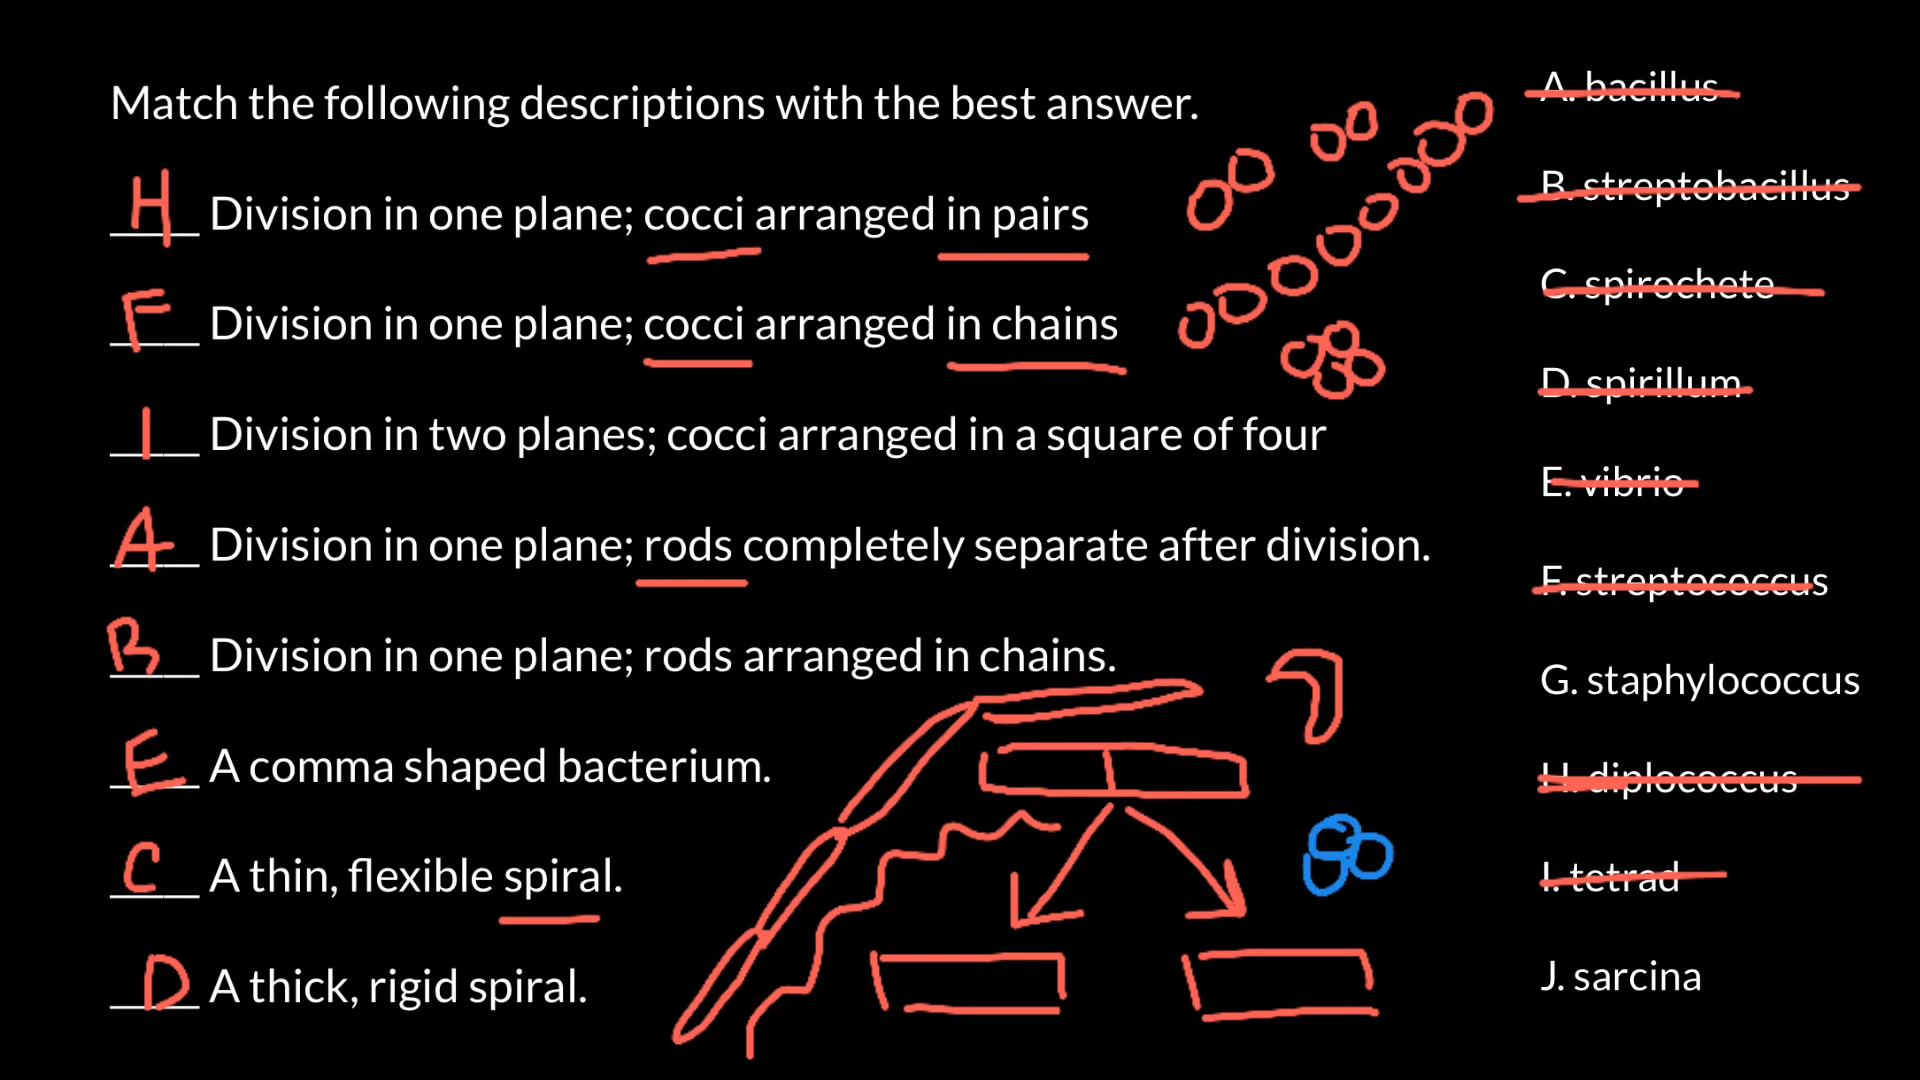 Match the following descriptions with the best answer.
H Division in one plane; cocci arranged in pairs
F Division in one plane; cocci arranged in chains
I Division in two planes; cocci arranged in a square of four
A Division in one plane; rods completely separate after division.
B Division in one plane; rods arranged in chains.
E A comma shaped bacterium.
C A thin, flexible spiral.
D A thick, rigid spiral.
A. bacillus
B. streptobacillus
C. spirochete
D. spirillum
E. vibrio
F. streptococcus
G. staphylococcus
H. diplococcus
I. tetrad
J. sarcina